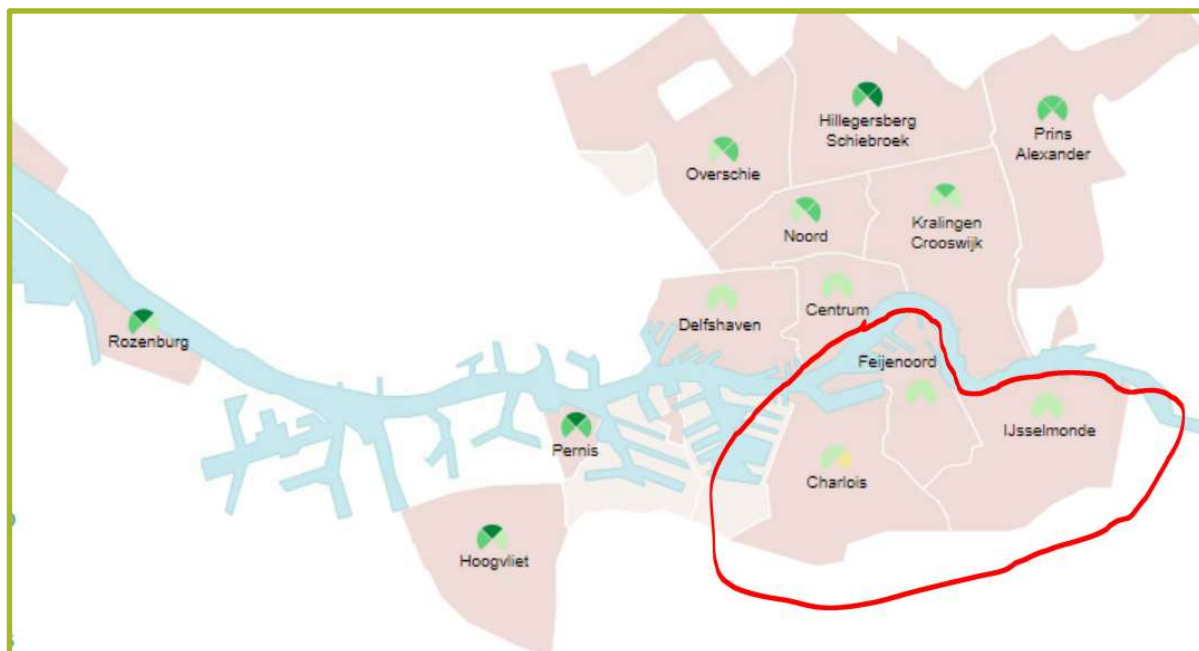 Hillegersberg
Schiebroek
Prins
Alexander
Overschie
Kralingen
Crooswijk
Noord
Delfshaven
Centrum
Rozenburg
Feijenoord
IJsselmonde
Pernis
Charlois
Hoogvliet